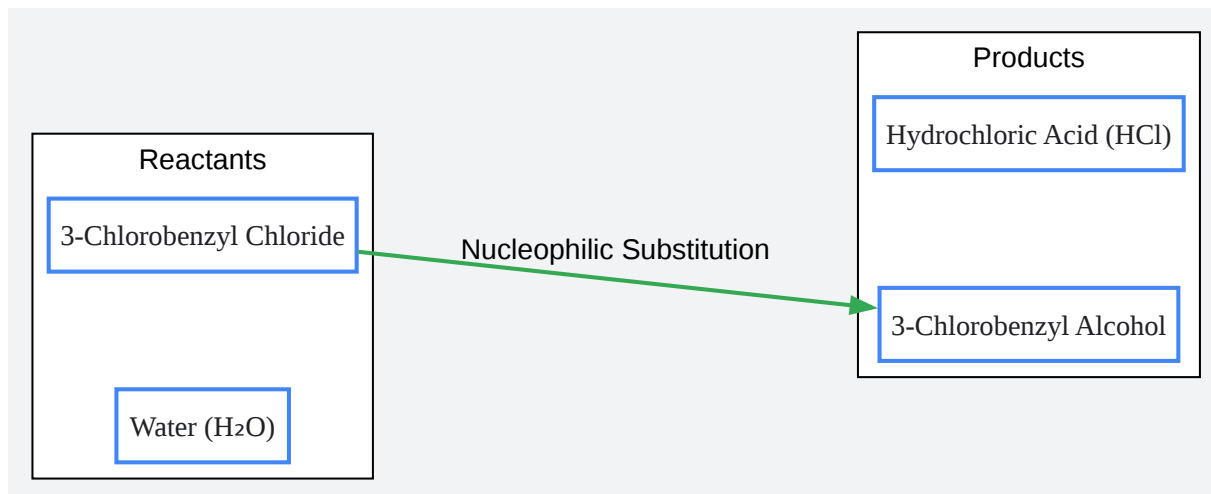 Reactants
3-Chlorobenzyl Chloride
Water (H₂O)
Nucleophilic Substitution
Products
Hydrochloric Acid (HCl)
3-Chlorobenzyl Alcohol